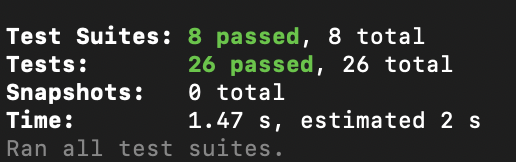 Test Suites: 8 passed, 8 total
Tests:       26 passed, 26 total
Snapshots:   0 total
Time:        1.47 s, estimated 2 s
Ran all test suites.